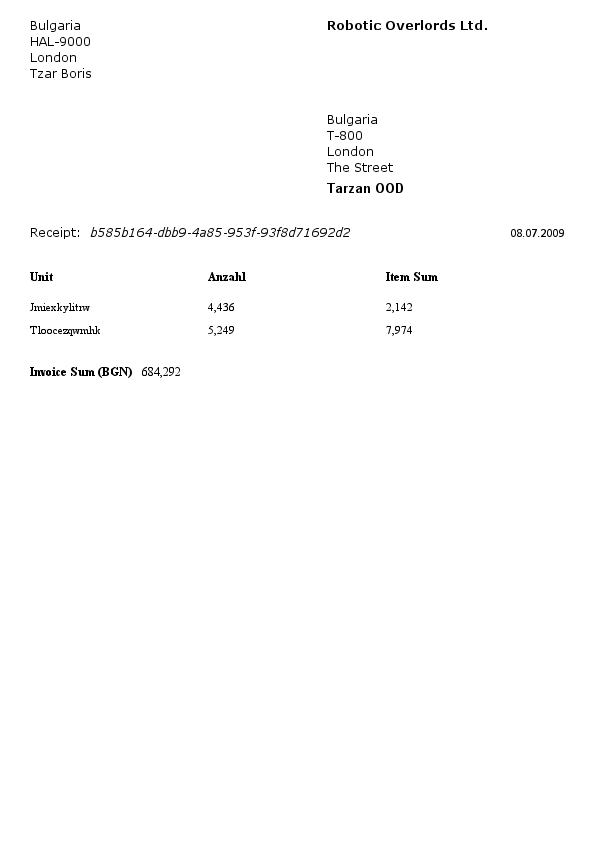 Bulgaria
HAL-9000
London
Tzar Boris
Robotic Overlords Ltd.
Bulgaria
T-800
London
The Street
Tarzan OOD
Receipt: b585b164-dbb9-4a85-953f-93f8d71692d2 08.07.2009
Unit Anzahl Item Sum
Jmiexkylitrw 4,436 2,142
Tloocezqwmhk 5,249 7,974
Invoice Sum (BGN) 684,292